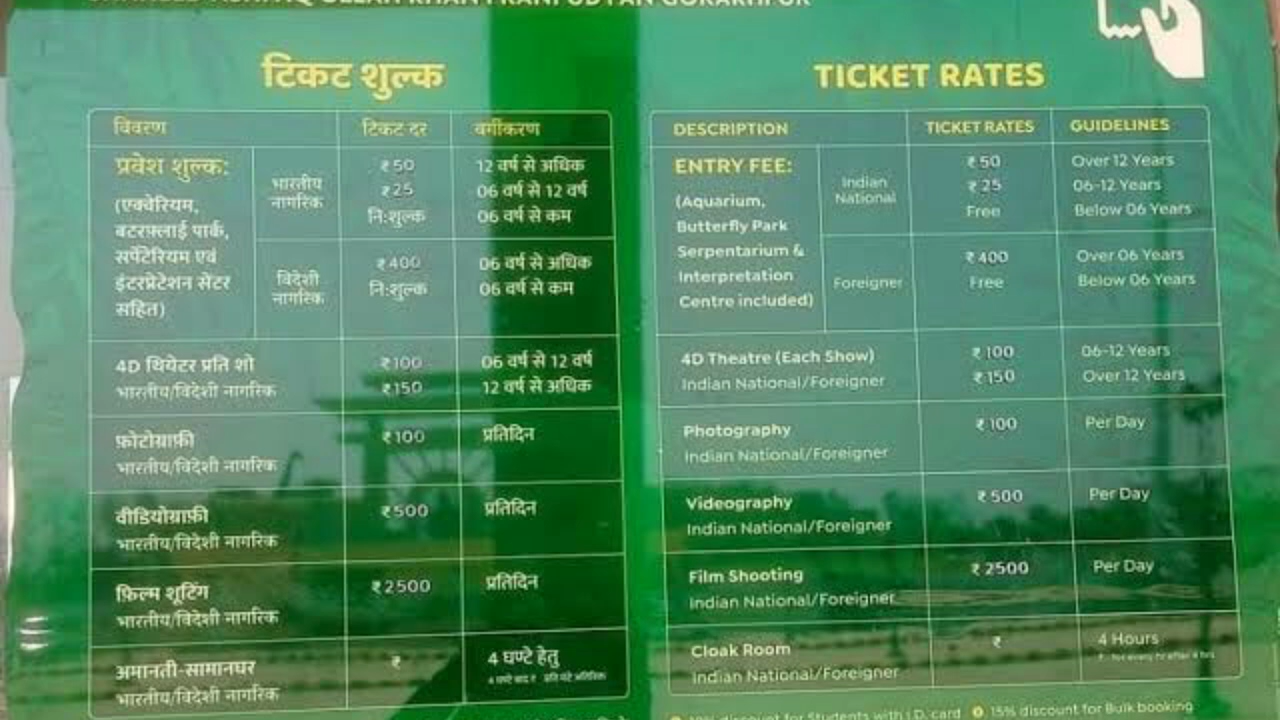 टिकट शुल्क
विवरण टिकट दर वर्गीकरण
प्रवेश शुल्क:
(एक्वेरियम,
बटरफ़्लाई पार्क,
सर्पेंटेरियम एवं
इंटरप्रेटेशन सेंटर
सहित)
भारतीय
नागरिक
₹50 12 वर्ष से अधिक
₹25 06 वर्ष से 12 वर्ष
नि:शुल्क 06 वर्ष से कम
विदेशी
नागरिक
₹400 06 वर्ष से अधिक
नि:शुल्क 06 वर्ष से कम
4D थियेटर प्रति शो ₹100 06 वर्ष से 12 वर्ष
भारतीय/विदेशी नागरिक ₹150 12 वर्ष से अधिक
फ़ोटोग्राफ़ी ₹100 प्रतिदिन
भारतीय/विदेशी नागरिक
वीडियोग्राफ़ी ₹500 प्रतिदिन
भारतीय/विदेशी नागरिक
फ़िल्म शूटिंग ₹2500 प्रतिदिन
भारतीय/विदेशी नागरिक
अमानती-सामानघर ₹ 4 घण्टे हेतु
भारतीय/विदेशी नागरिक
TICKET RATES
DESCRIPTION TICKET RATES GUIDELINES
ENTRY FEE:
(Aquarium,
Butterfly Park
Serpentarium &
Interpretation
Centre included)
Indian
National
₹50 Over 12 Years
₹25 06-12 Years
Free Below 06 Years
Foreigner
₹400 Over 06 Years
Free Below 06 Years
4D Theatre (Each Show) ₹100 06-12 Years
Indian National/Foreigner ₹150 Over 12 Years
Photography ₹100 Per Day
Indian National/Foreigner
Videography ₹500 Per Day
Indian National/Foreigner
Film Shooting ₹2500 Per Day
Indian National/Foreigner
Cloak Room ₹ 4 Hours
Indian National/Foreigner
discount for Students with I.D. card 15% discount for Bulk booking